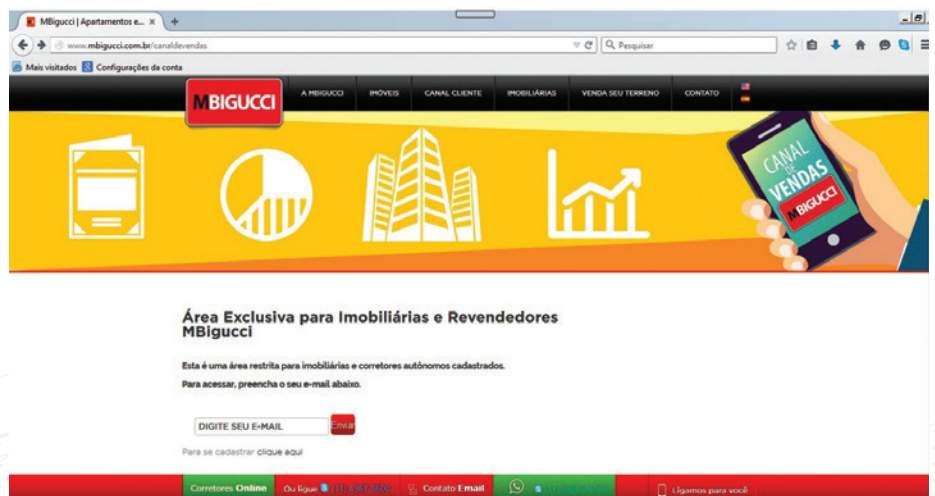 MBigucci | Apartamentos e...
www.mbigucci.com.br/canaldevendas
Pesquisar
Mais visitados Configurações da conta
MBIGUCCI
A MBIGUCCI IMÓVEIS CANAL CLIENTE IMOBILIÁRIAS VENDA SEU TERRENO CONTATO
CANAL
DE
VENDAS
MBIGUCCI
Área Exclusiva para Imobiliárias e Revendedores
MBigucci
Esta é uma área restrita para imobiliárias e corretores autônomos cadastrados.
Para acessar, preencha o seu e-mail abaixo.
DIGITE SEU E-MAIL Enviar
Para se cadastrar clique aqui
Corretores Online Ou ligue Contato Email Ligamos para você